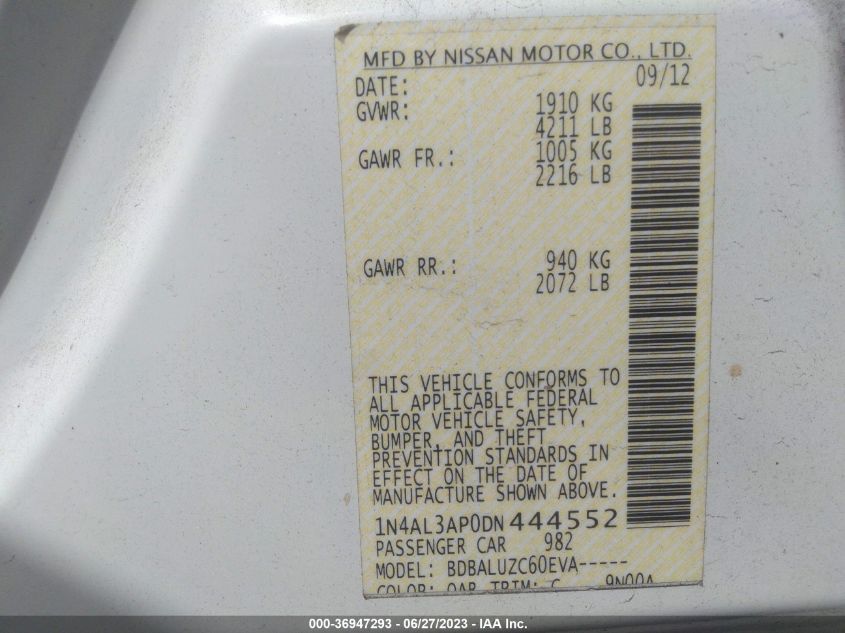 MFD BY NISSAN MOTOR CO., LTD.
DATE: 09/12
GVWR: 1910 KG
4211 LB
GAWR FR.: 1005 KG
2216 LB
GAWR RR.: 940 KG
2072 LB
THIS VEHICLE CONFORMS TO
ALL APPLICABLE FEDERAL
MOTOR VEHICLE SAFETY,
BUMPER, AND THEFT
PREVENTION STANDARDS IN
EFFECT ON THE DATE OF
MANUFACTURE SHOWN ABOVE.
1N4AL3AP0DN444552
PASSENGER CAR 982
MODEL: BDBALUZC60EVA-----
COLOR: QAB TRIM: G
000-36947293 - 06/27/2023 - IAA Inc.